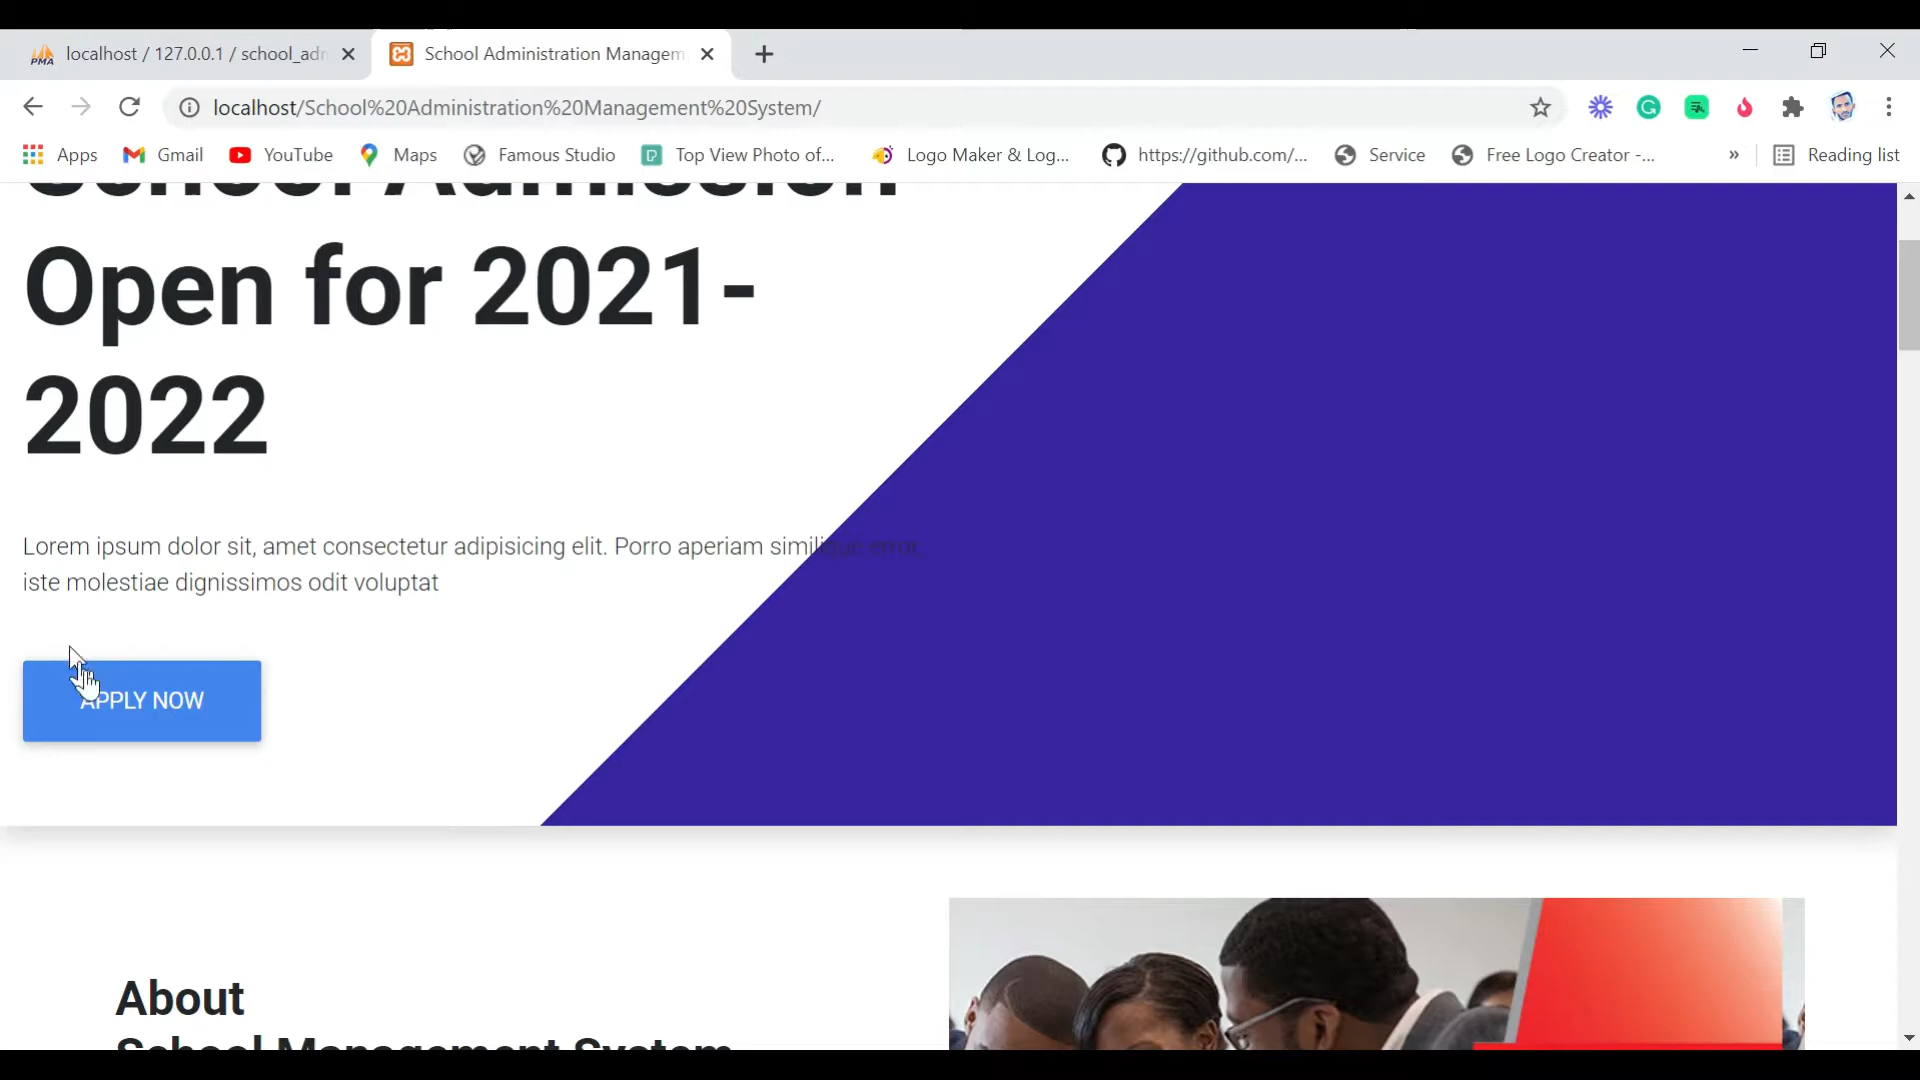 localhost / 127.0.0.1 / school_adn
School Administration Managem
localhost/School%20Administration%20Management%20System/
Apps
Gmail
YouTube
Maps
Famous Studio
Top View Photo of...
Logo Maker & Log...
https://github.com/...
Service
Free Logo Creator -...
»
Reading list
School Admission
Open for 2021-
2022
Lorem ipsum dolor sit, amet consectetur adipisicing elit. Porro aperiam similique error,
iste molestiae dignissimos odit voluptat
APPLY NOW
About
School Management System